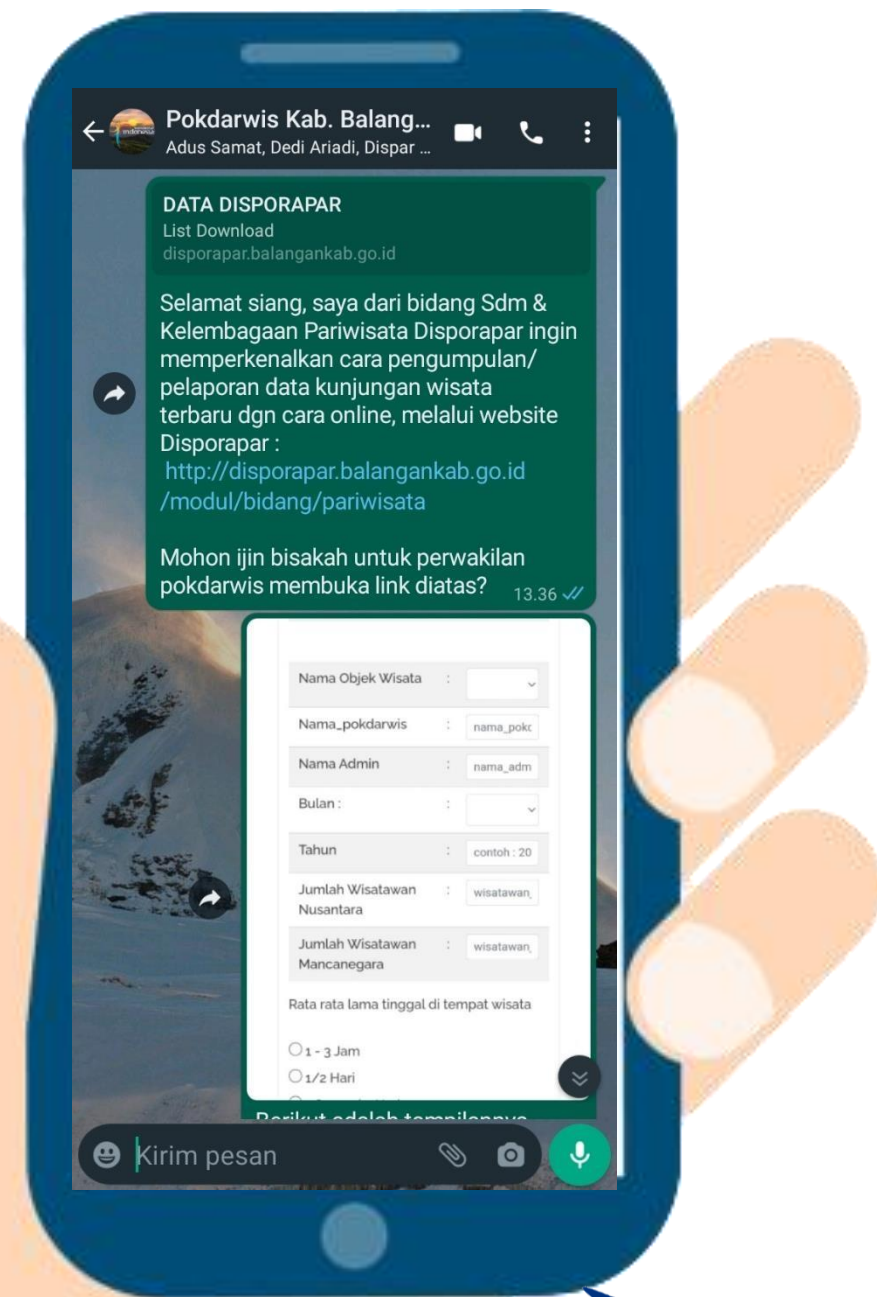 Pokdarwis Kab. Balang...
Adus Samat, Dedi Ariadi, Dispar ...
DATA DISPORAPAR
List Download
disporapar.balangankab.go.id
Selamat siang, saya dari bidang Sdm &
Kelembagaan Pariwisata Disporapar ingin
memperkenalkan cara pengumpulan/
pelaporan data kunjungan wisata
terbaru dgn cara online, melalui website
Disporapar :
http://disporapar.balangankab.go.id
/modul/bidang/pariwisata
Mohon ijin bisakah untuk perwakilan
pokdarwis membuka link diatas?
13.36
Nama Objek Wisata :
Nama_pokdarwis : nama_pokc
Nama Admin : nama_adm
Bulan : :
Tahun : contoh : 20
Jumlah Wisatawan : wisatawan_
Nusantara
Jumlah Wisatawan : wisatawan_
Mancanegara
Rata rata lama tinggal di tempat wisata
1 - 3 Jam
1/2 Hari
Berikut adalah tampilannya
Kirim pesan